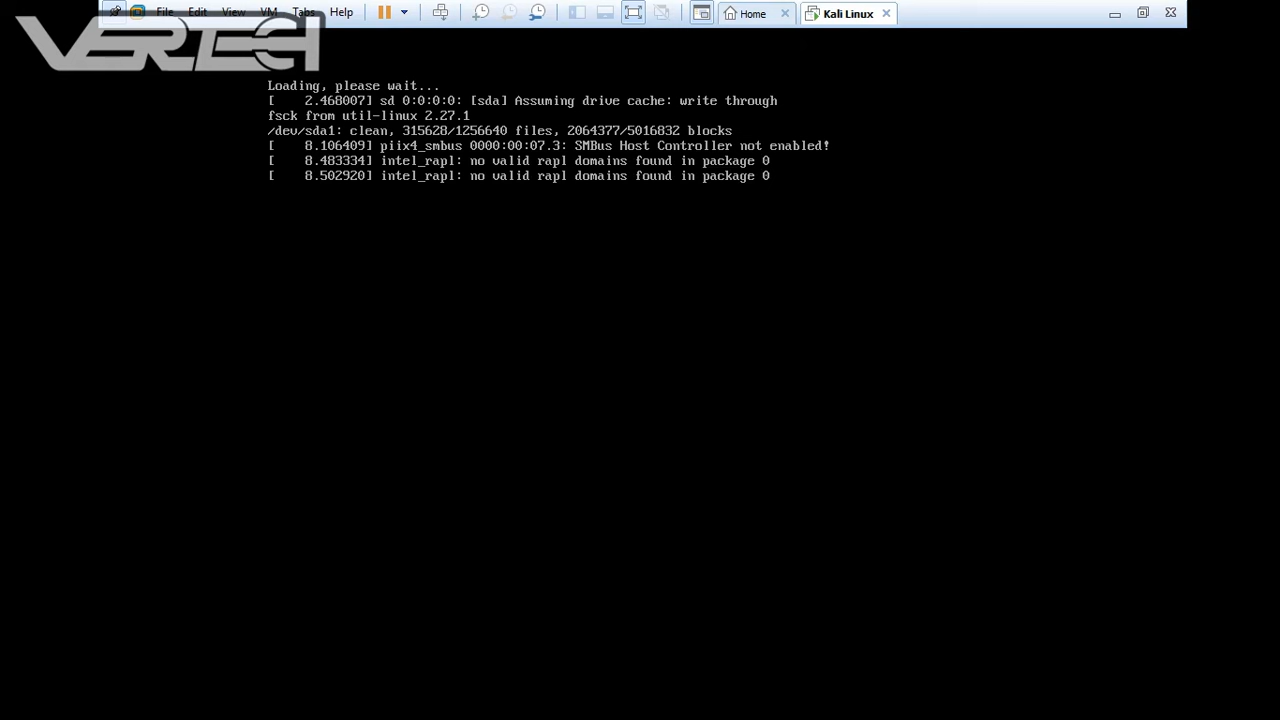 File Edit View VM Tabs Help Home Kali Linux
VERTECH
Loading, please wait...
[    2.468007] sd 0:0:0:0: [sda] Assuming drive cache: write through
fsck from util-linux 2.27.1
/dev/sda1: clean, 315628/1256640 files, 2064377/5016832 blocks
[    8.106409] piix4_smbus 0000:00:07.3: SMBus Host Controller not enabled!
[    8.483334] intel_rapl: no valid rapl domains found in package 0
[    8.502920] intel_rapl: no valid rapl domains found in package 0